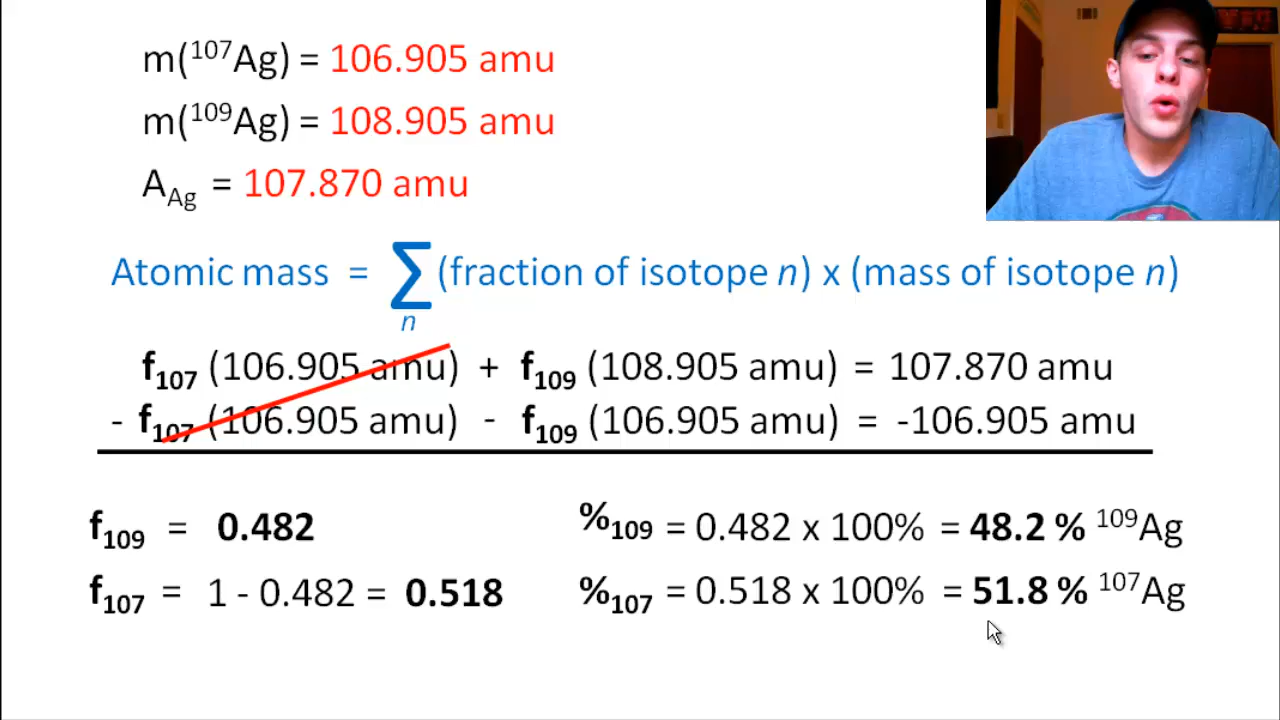 m(¹⁰⁷Ag) = 106.905 amu
m(¹⁰⁹Ag) = 108.905 amu
A_Ag = 107.870 amu
Atomic mass = ∑_n (fraction of isotope n) x (mass of isotope n)
f₁₀₇ (106.905 amu) + f₁₀₉ (108.905 amu) = 107.870 amu
- f₁₀₇ (106.905 amu) - f₁₀₉ (106.905 amu) = -106.905 amu
f₁₀₉ = 0.482 %₁₀₉ = 0.482 x 100% = 48.2 % ¹⁰⁹Ag
f₁₀₇ = 1 - 0.482 = 0.518 %₁₀₇ = 0.518 x 100% = 51.8 % ¹⁰⁷Ag